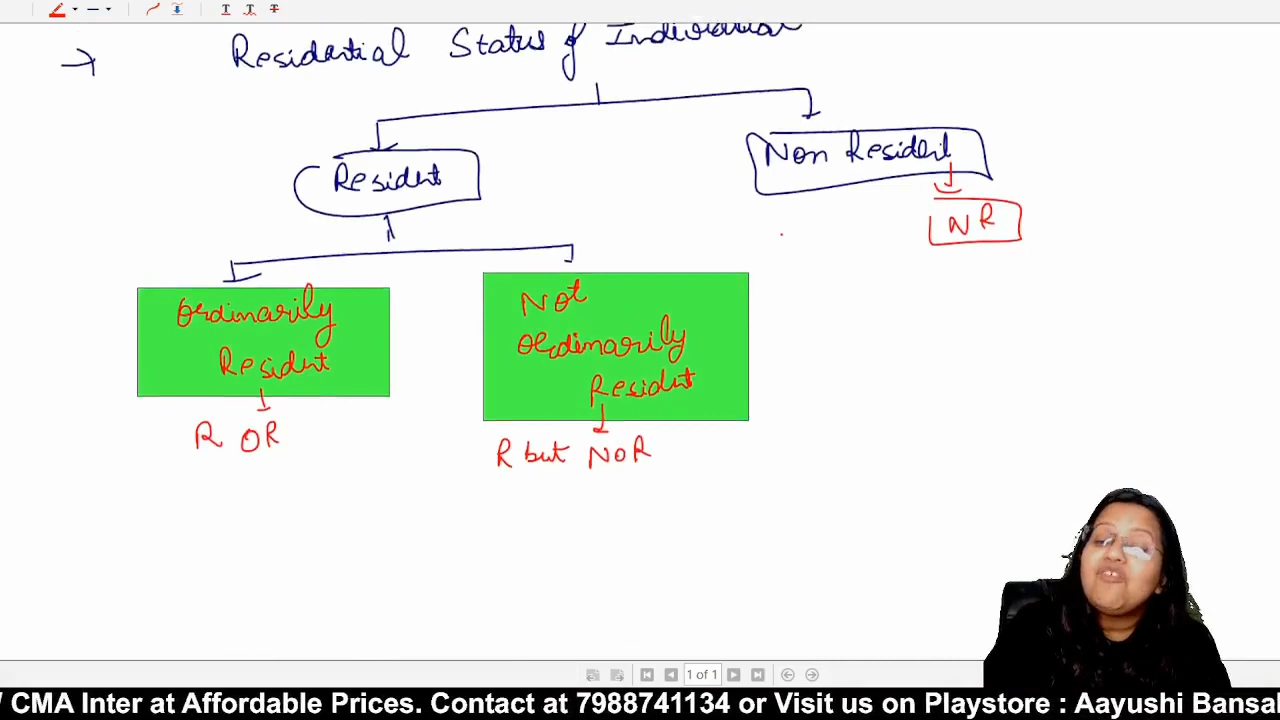 → Residential Status of Individual
Resident
Non Resident
NR
Ordinarily
Resident
R OR
Not
Ordinarily
Resident
R but NOR
1 of 1
/ CMA Inter at Affordable Prices. Contact at 7988741134 or Visit us on Playstore : Aayushi Bansal